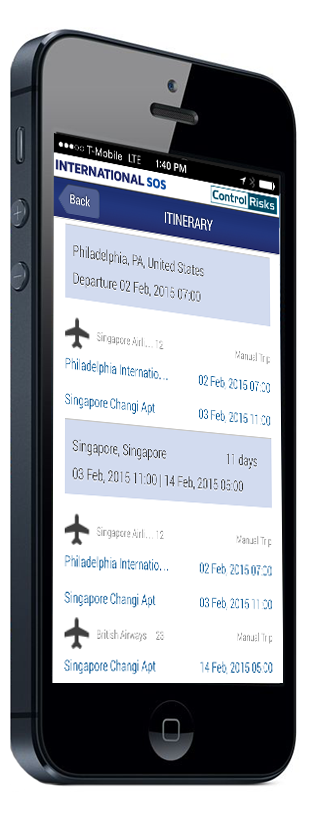 ●●●○○ T-Mobile LTE 1:40 PM
INTERNATIONAL SOS
Control Risks
Back
ITINERARY
Philadelphia, PA, United States
Departure 02 Feb, 2015 07:00
Singapore Airli... 12
Manual Trip
Philadelphia Internatio... 02 Feb, 2015 07:00
Singapore Changi Apt 03 Feb, 2015 11:00
Singapore, Singapore 11 days
03 Feb, 2015 11:00 | 14 Feb, 2015 05:00
Singapore Airli... 12
Manual Trip
Philadelphia Internatio... 02 Feb, 2015 07:00
Singapore Changi Apt 03 Feb, 2015 11:00
British Airways 23
Manual Trip
Singapore Changi Apt 14 Feb, 2015 05:00